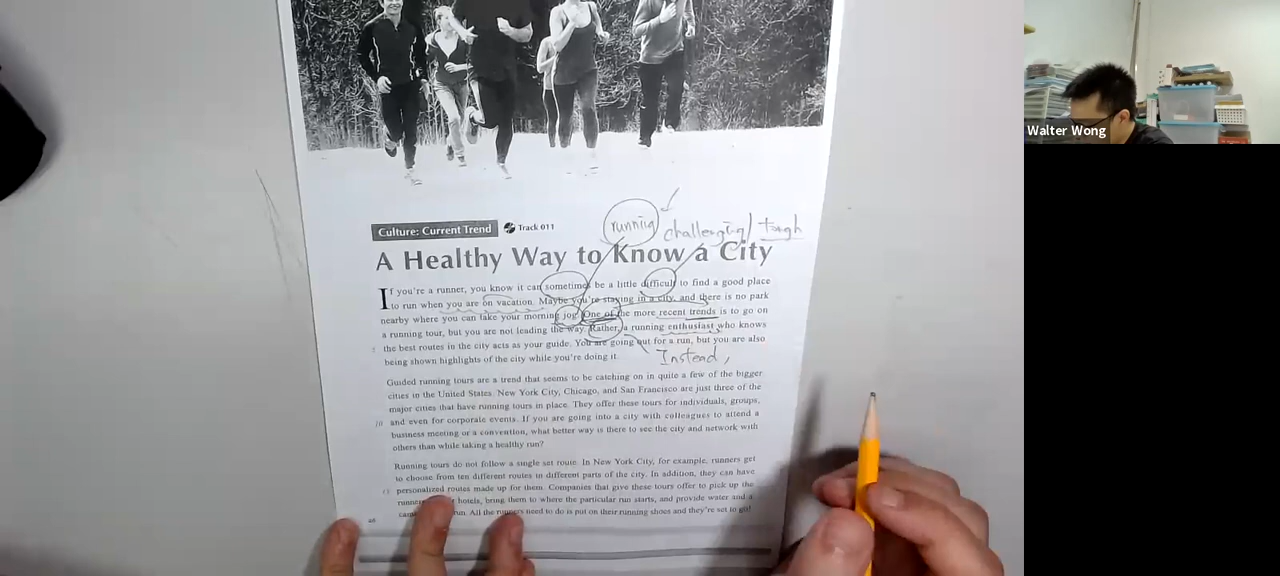 Walter Wong
running
Culture: Current Trend Track 011
challenging/ tough
A Healthy Way to Know a City
If you're a runner, you know it can sometimes be a little difficult to find a good place
to run when you are on vacation. Maybe you're staying in a city, and there is no park
nearby where you can take your morning jog. One of the more recent trends is to go on
a running tour, but you are not leading the way. Rather, a running enthusiast who knows
the best routes in the city acts as your guide. You are going out for a run, but you are also
being shown highlights of the city while you're doing it.
Instead,
Guided running tours are a trend that seems to be catching on in quite a few of the bigger
cities in the United States. New York City, Chicago, and San Francisco are just three of the
major cities that have running tours in place. They offer these tours for individuals, groups,
10 and even for corporate events. If you are going into a city with colleagues to attend a
business meeting or a convention, what better way is there to see the city and network with
others than while taking a healthy run?
Running tours do not follow a single set route. In New York City, for example, runners get
to choose from ten different routes in different parts of the city. In addition, they can have
15 personalized routes made up for them. Companies that give these tours offer to pick up the
hotels, bring them to where the particular run starts, and provide water and a
run. All the runners need to do is put on their running shoes and they're set to go!